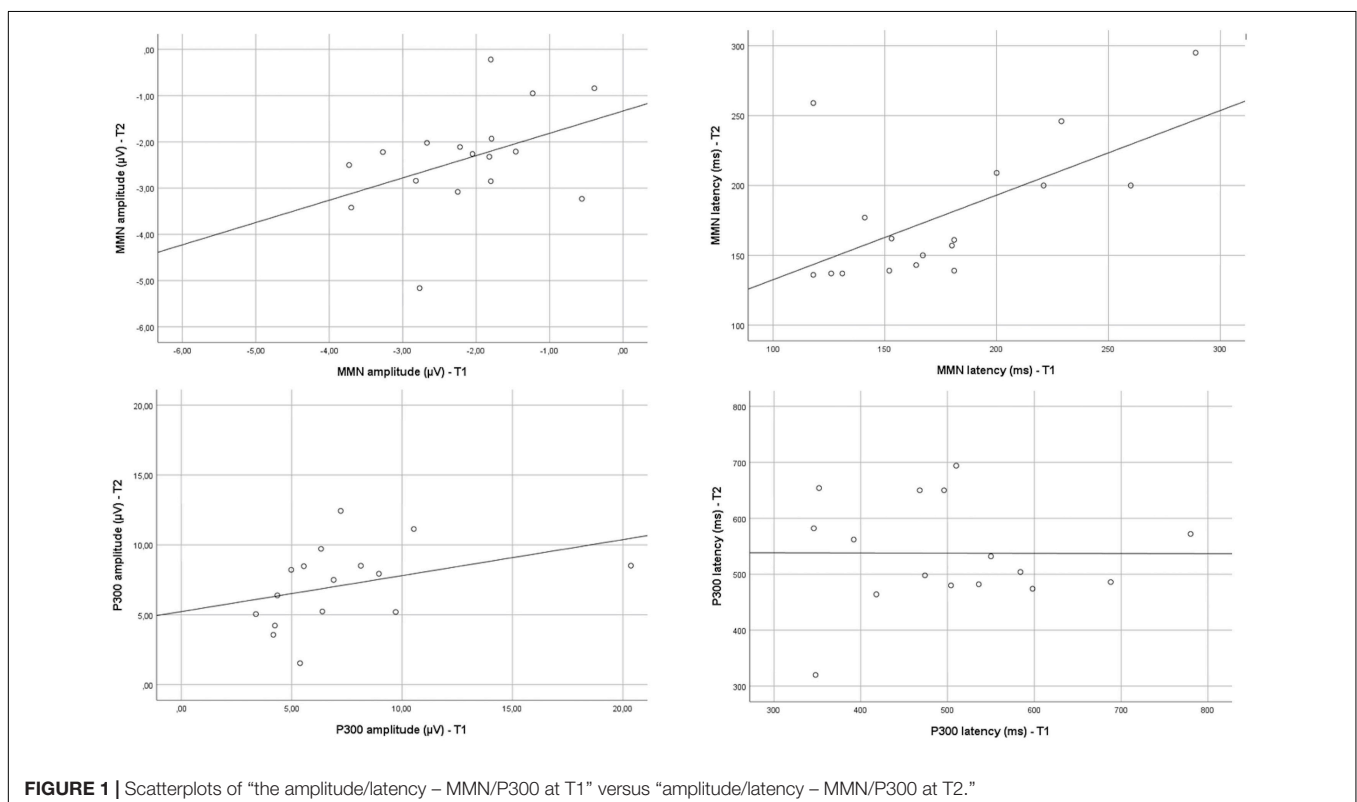 ,00
-1,00
-2,00
-3,00
-4,00
-5,00
-6,00
MMN amplitude (µV) - T2
-6,00 -5,00 -4,00 -3,00 -2,00 -1,00 ,00
MMN amplitude (µV) - T1
300
250
200
150
100
MMN latency (ms) - T2
100 150 200 250 300
MMN latency (ms) - T1
20,00
15,00
10,00
5,00
,00
P300 amplitude (µV) - T2
,00 5,00 10,00 15,00 20,00
P300 amplitude (µV) - T1
800
700
600
500
400
300
P300 latency (ms) - T2
300 400 500 600 700 800
P300 latency (ms) - T1
FIGURE 1 | Scatterplots of “the amplitude/latency – MMN/P300 at T1” versus “amplitude/latency – MMN/P300 at T2.”